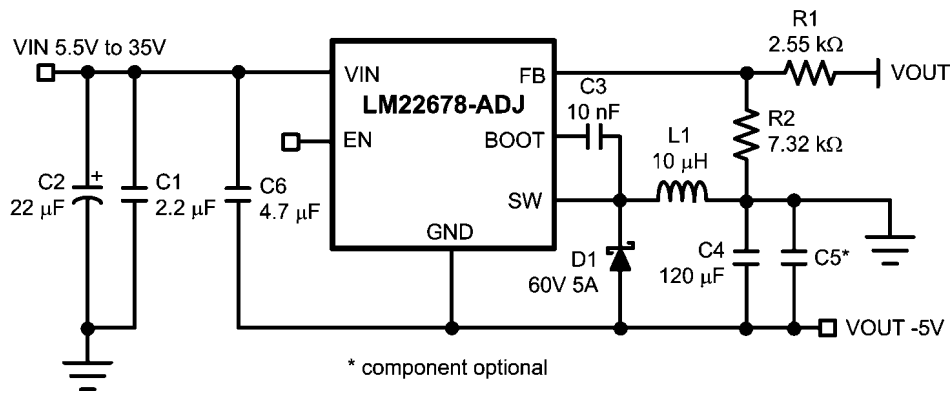 VIN 5.5V to 35V
VIN
FB
LM22678-ADJ
EN
BOOT
SW
GND
C3
10 nF
R1
2.55 kΩ
VOUT
R2
7.32 kΩ
L1
10 μH
C2
+
22 μF
C1
2.2 μF
C6
4.7 μF
D1
60V 5A
C4
120 μF
C5*
VOUT -5V
* component optional